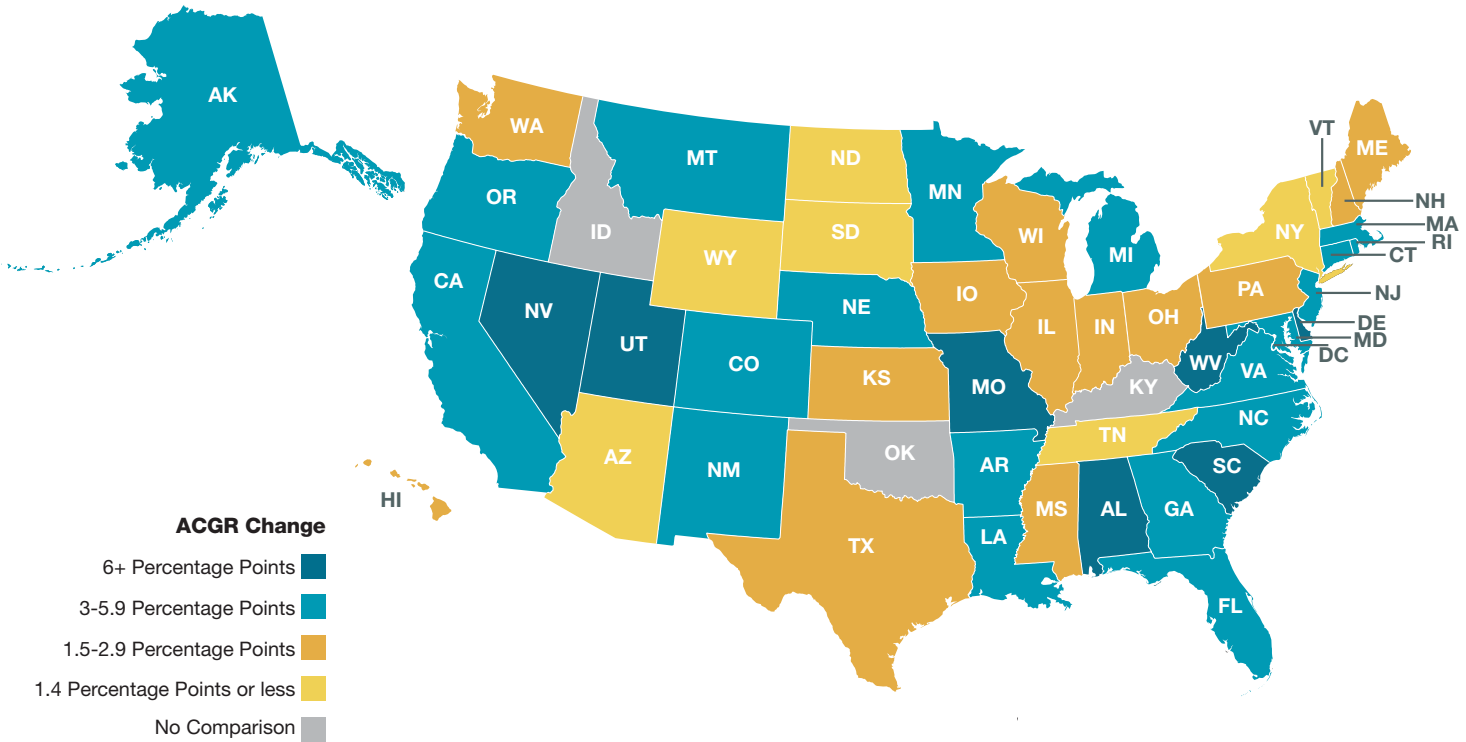 AK
WA
MT
ND
MN
VT
ME
OR
ID
WY
SD
WI
MI
NY
NH
MA
RI
CT
CA
NV
UT
CO
NE
IO
IL
IN
OH
PA
NJ
DE
MD
DC
KS
MO
KY
WV
VA
NC
AZ
NM
OK
AR
TN
SC
HI
TX
LA
MS
AL
GA
FL
ACGR Change
6+ Percentage Points
3-5.9 Percentage Points
1.5-2.9 Percentage Points
1.4 Percentage Points or less
No Comparison